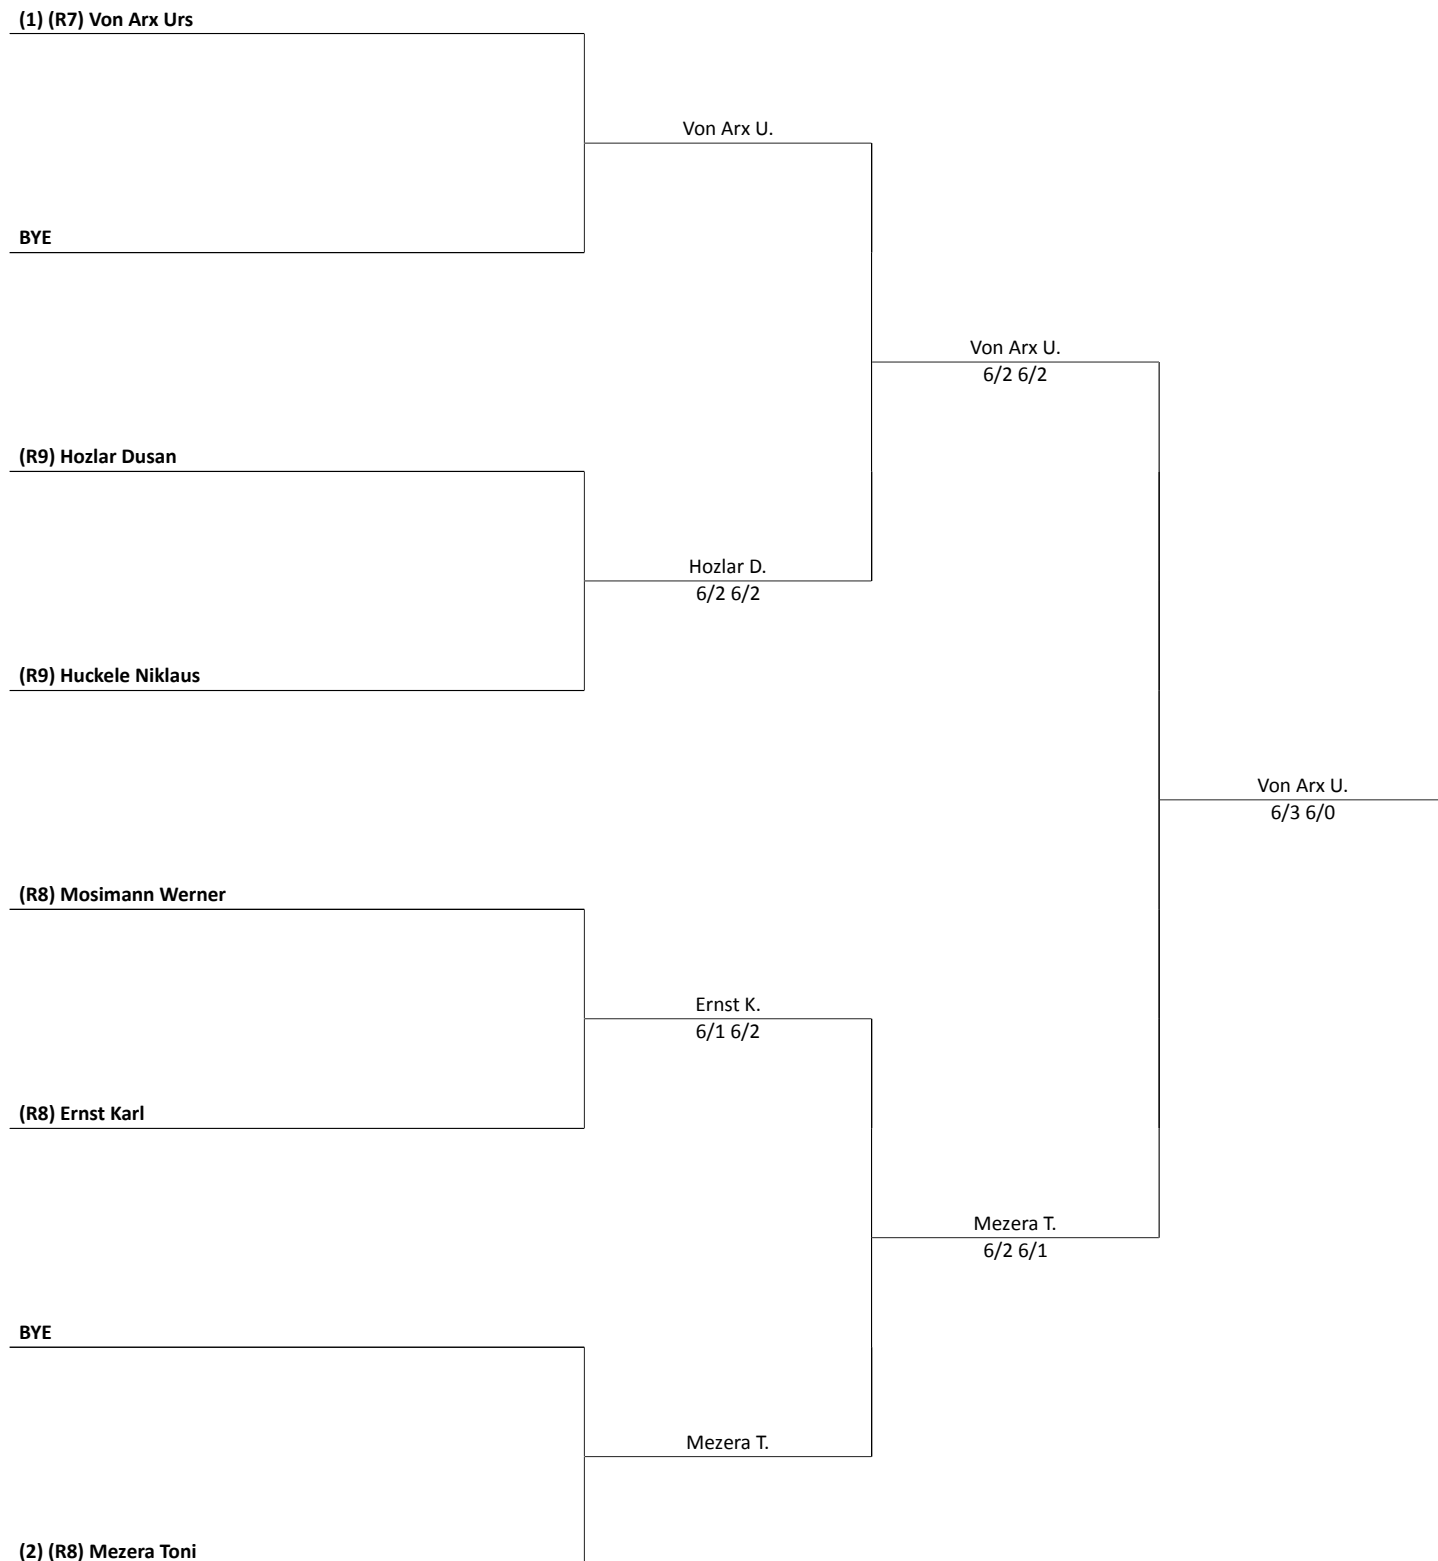 (1) (R7) Von Arx Urs
Von Arx U.
BYE
Von Arx U.
6/2 6/2
(R9) Hozlar Dusan
Hozlar D.
6/2 6/2
(R9) Huckele Niklaus
Von Arx U.
6/3 6/0
(R8) Mosimann Werner
Ernst K.
6/1 6/2
(R8) Ernst Karl
Mezera T.
6/2 6/1
BYE
Mezera T.
(2) (R8) Mezera Toni